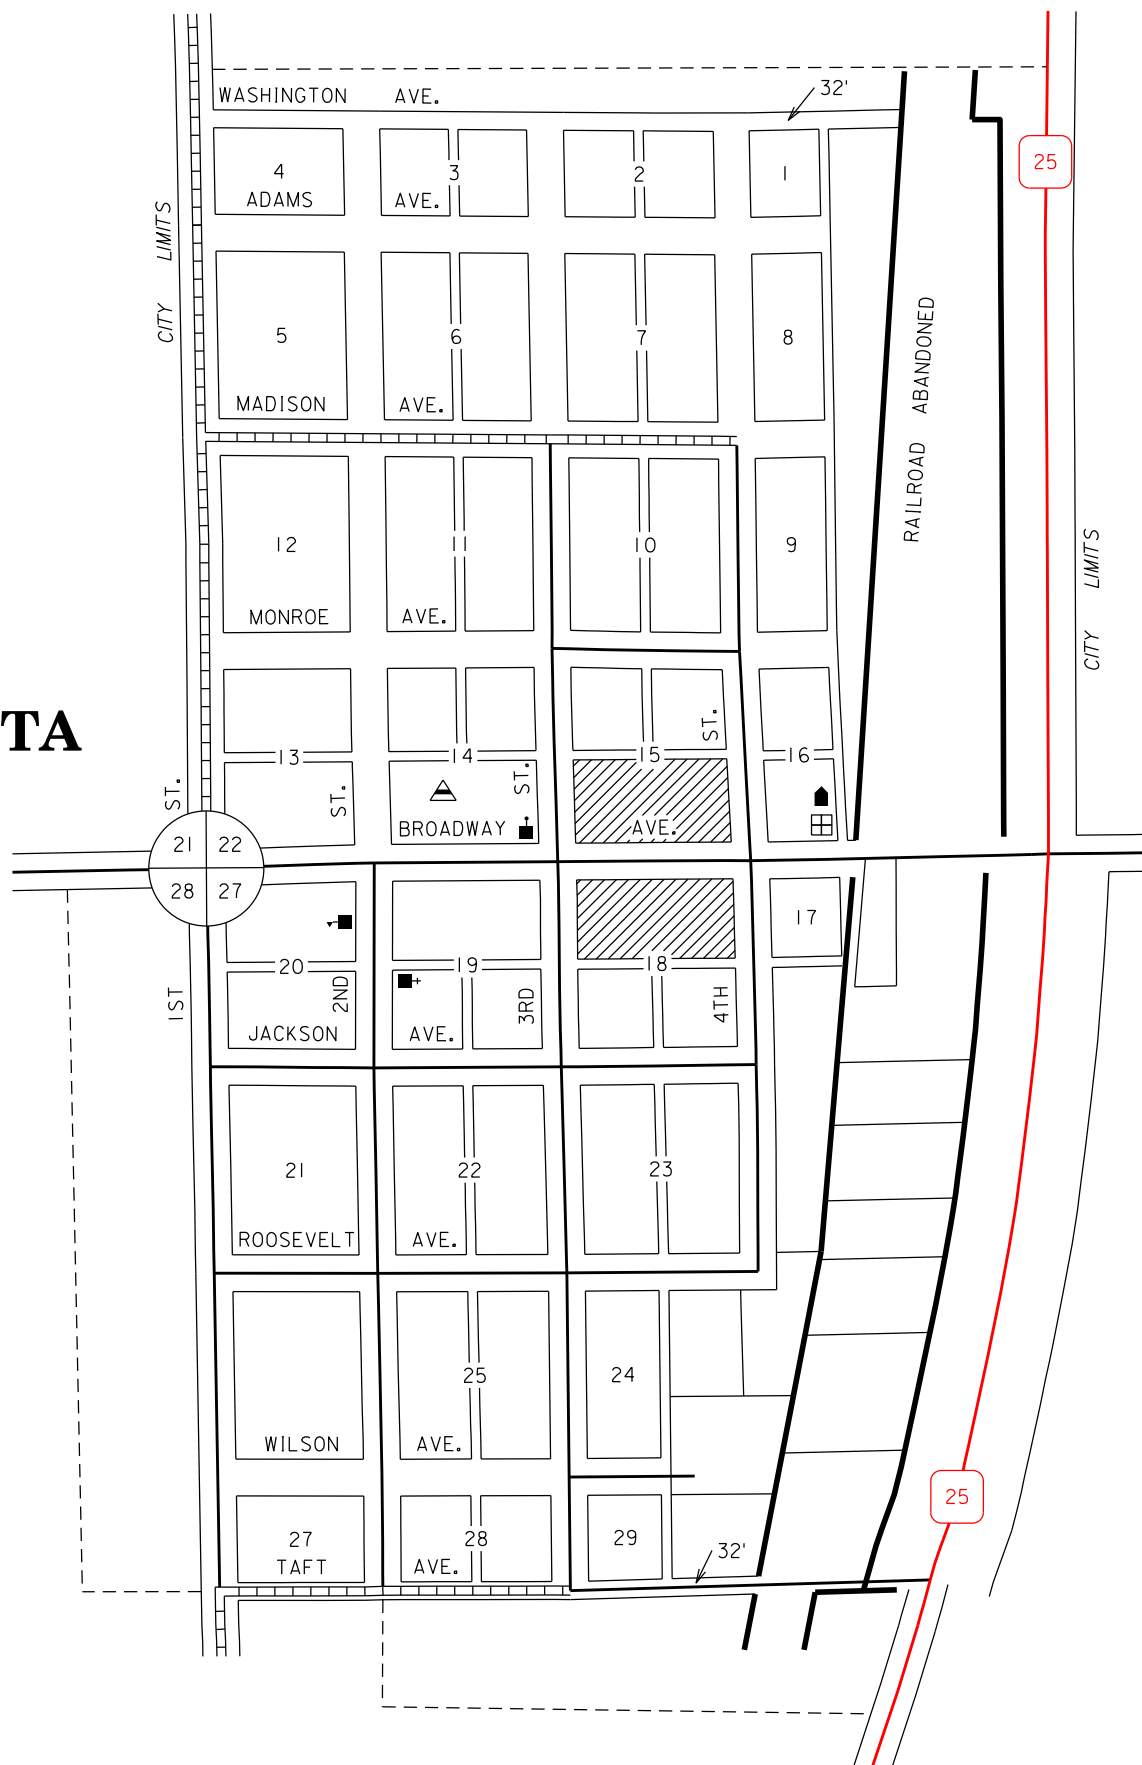 WASHINGTON AVE.
32'
25
4
3
2
1
ADAMS AVE.
CITY LIMITS
5
6
7
8
RAILROAD ABANDONED
MADISON AVE.
12
11
10
9
CITY LIMITS
MONROE AVE.
TA
ST.
13
14
15
16
ST.
ST.
ST.
BROADWAY AVE.
21 22
28 27
17
20
19
18
1ST
2ND
3RD
4TH
JACKSON AVE.
21
22
23
ROOSEVELT AVE.
25
24
WILSON AVE.
25
27
28
29
TAFT AVE.
32'